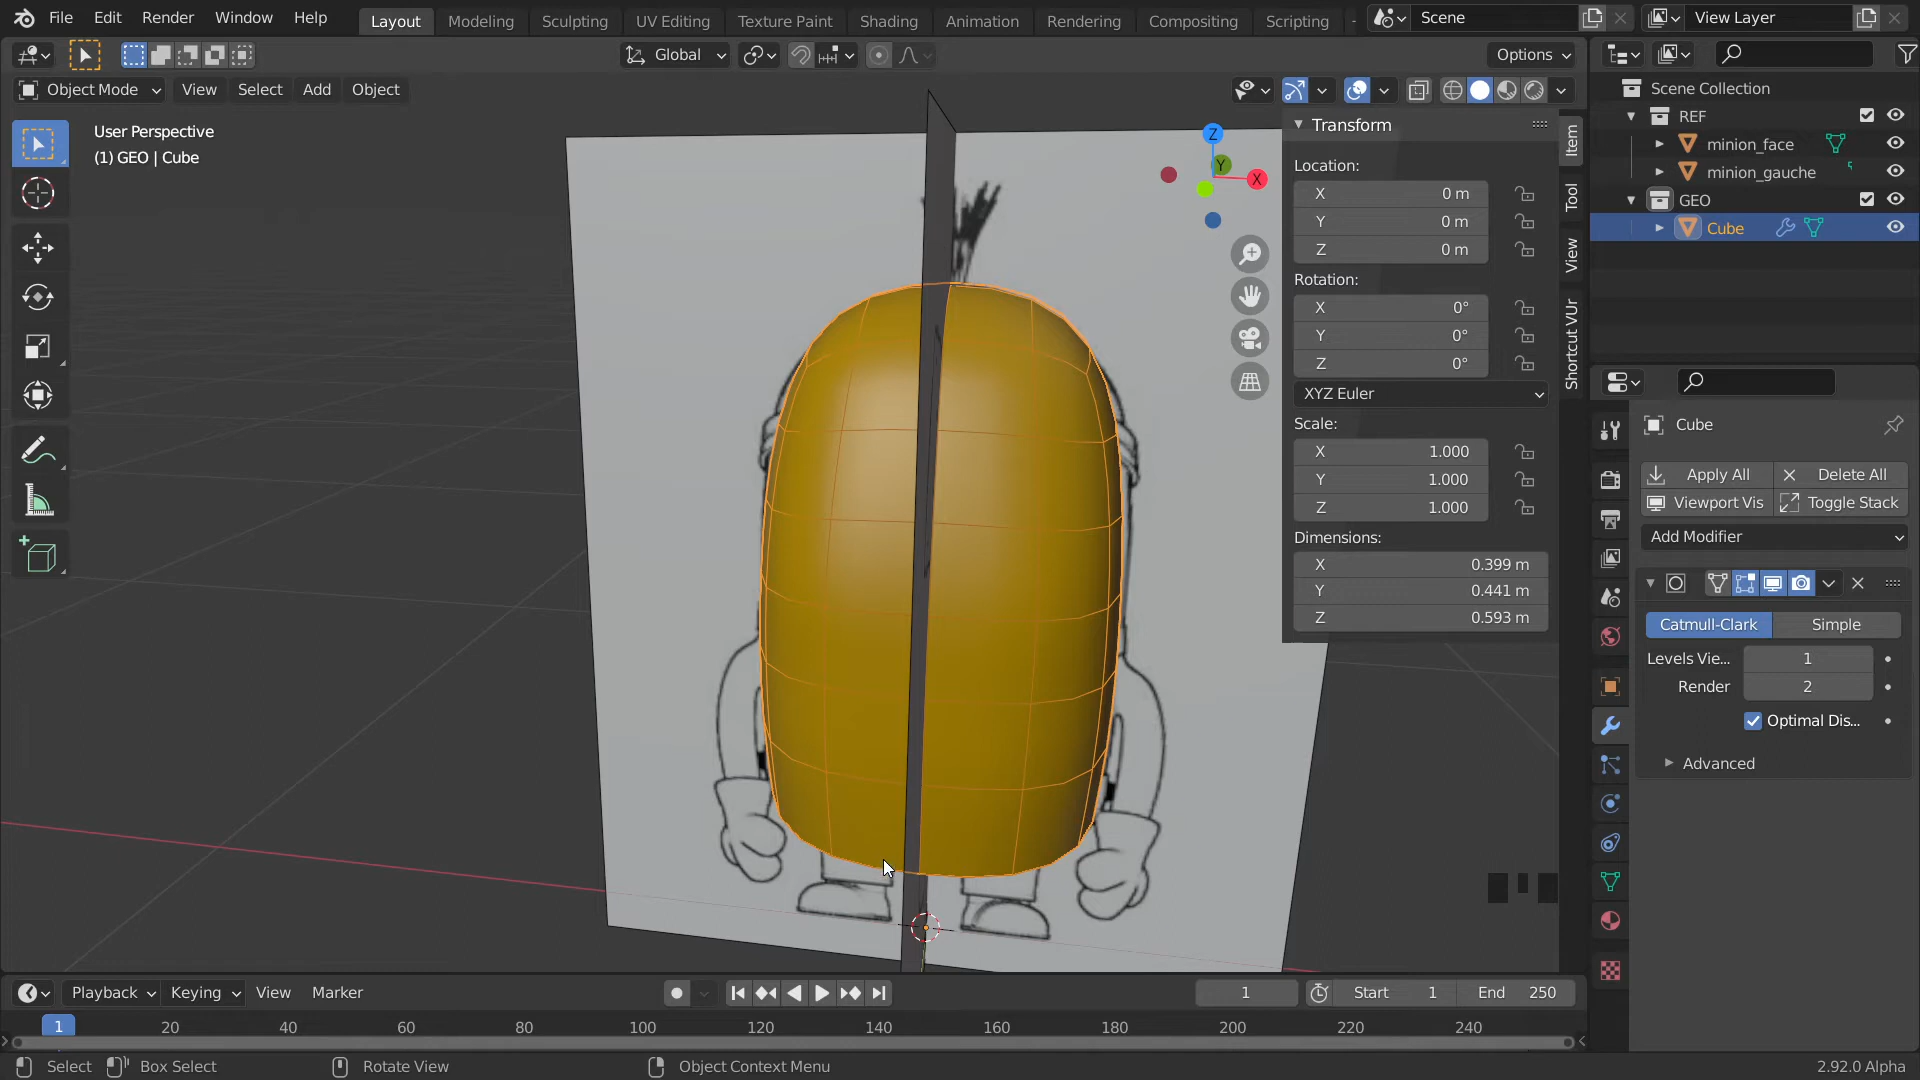 File Edit Render Window Help Layout Modeling Sculpting UV Editing Texture Paint Shading Animation Rendering Compositing Scripting Scene View Layer
Global Options
Object Mode View Select Add Object
User Perspective
(1) GEO | Cube
Z
Y
X
Transform
Location:
X 0 m
Y 0 m
Z 0 m
Rotation:
X 0°
Y 0°
Z 0°
XYZ Euler
Scale:
X 1.000
Y 1.000
Z 1.000
Dimensions:
X 0.399 m
Y 0.441 m
Z 0.593 m
Item
Tool
View
Shortcut VUr
Scene Collection
REF
minion_face
minion_gauche
GEO
Cube
Cube
Apply All Delete All
Viewport Vis Toggle Stack
Add Modifier
Catmull-Clark Simple
Levels Vie... 1
Render 2
Optimal Dis...
Advanced
Playback Keying View Marker 1 Start 1 End 250
1 20 40 60 80 100 120 140 160 180 200 220 240
Select Box Select Rotate View Object Context Menu 2.92.0 Alpha